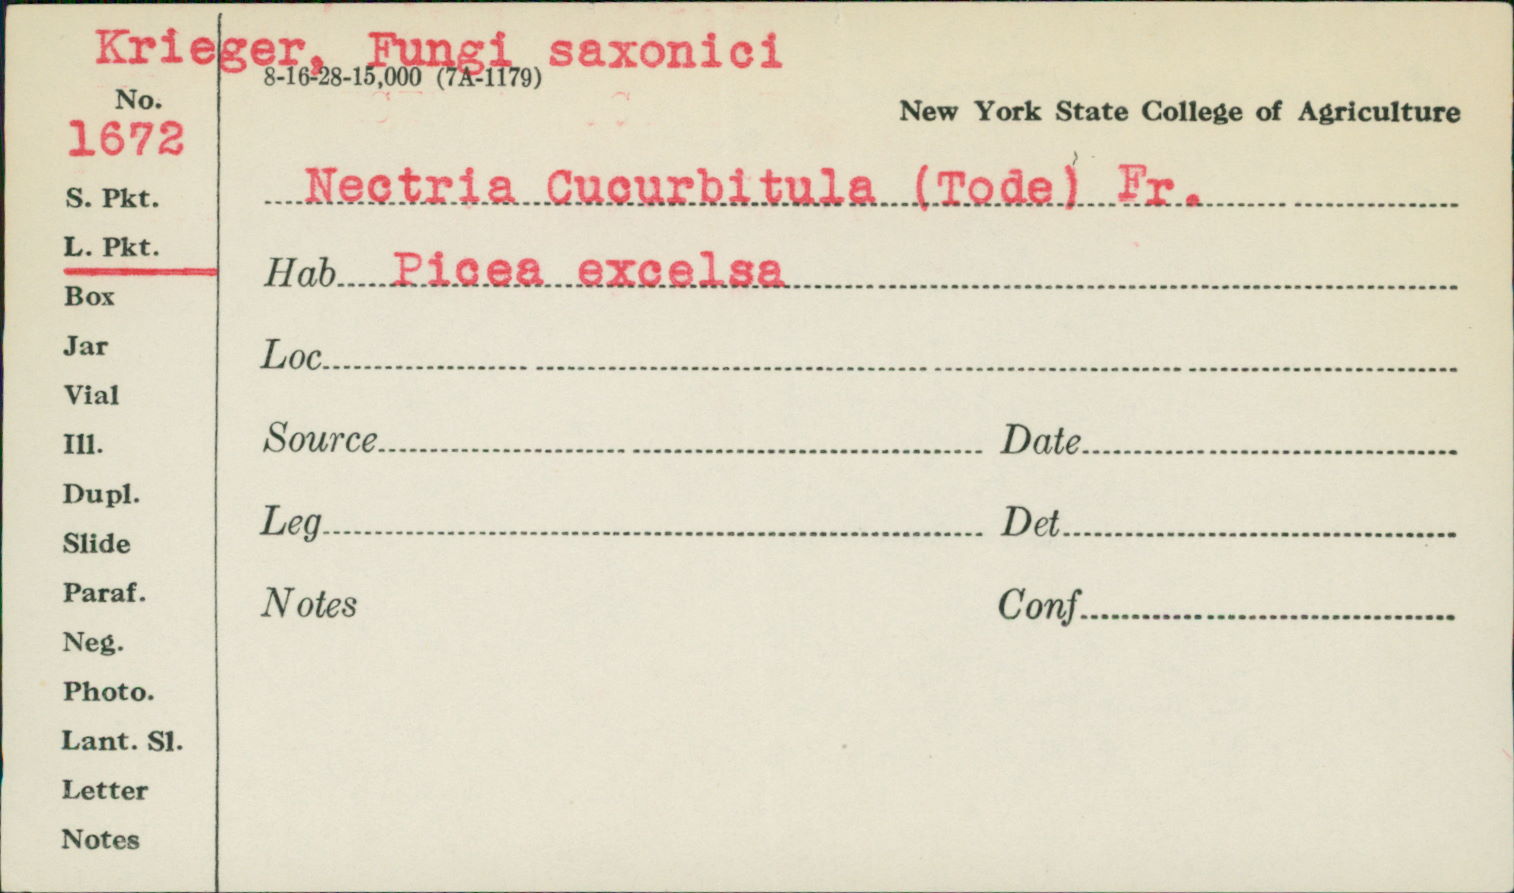 Krieger, Fungi saxonici
8-16-28-15,000 (7A-1179)
No.
New York State College of Agriculture
1672
S. Pkt.
Nectria Cucurbitula (Tode) Fr.
L. Pkt.
Hab. Picea excelsa
Box
Jar
Loc
Vial
Ill.
Source Date
Dupl.
Slide
Leg Det
Paraf.
Notes Conf
Neg.
Photo.
Lant. Sl.
Letter
Notes